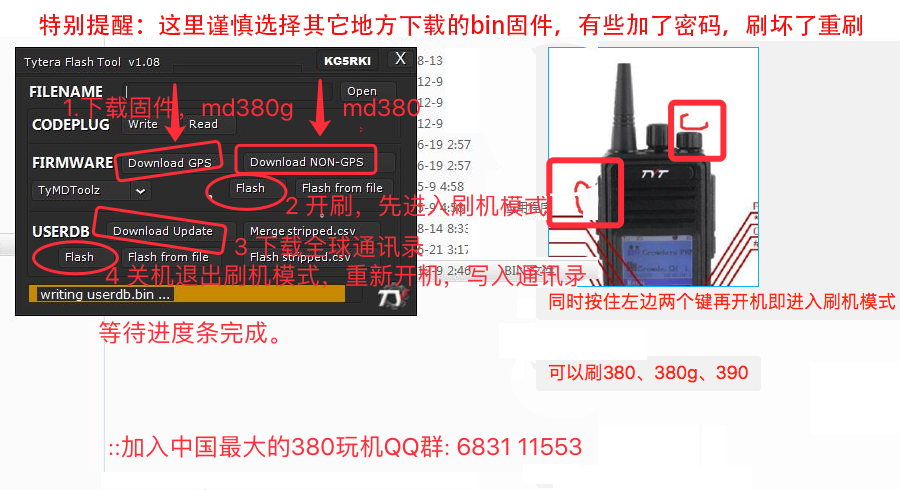 特别提醒：这里谨慎选择其它地方下载的bin固件，有些加了密码，刷坏了重刷
Tytera Flash Tool v1.08
KG5RKI
X
FILENAME
Open
1.下载固件，md380g
md380
CODEPLUG
Write
Read
FIRMWARE
Download GPS
Download NON-GPS
TyMDToolz
Flash
Flash from file
2 开刷，先进入刷机模式
USERDB
Download Update
Merge stripped.csv
3 下载全球通讯录
Flash
Flash from file
Flash stripped.csv
4 关机退出刷机模式，重新开机，写入通讯录
writing userdb.bin ...
等待进度条完成。
8-13
12-9
12-9
12-9
6-19 2:57
6-19 2:57
5-9 4:58
8-14 8:33
6-21 3:17
12-9 2:46
TYT
同时按住左边两个键再开机即进入刷机模式
可以刷380、380g、390
::加入中国最大的380玩机QQ群: 6831 11553